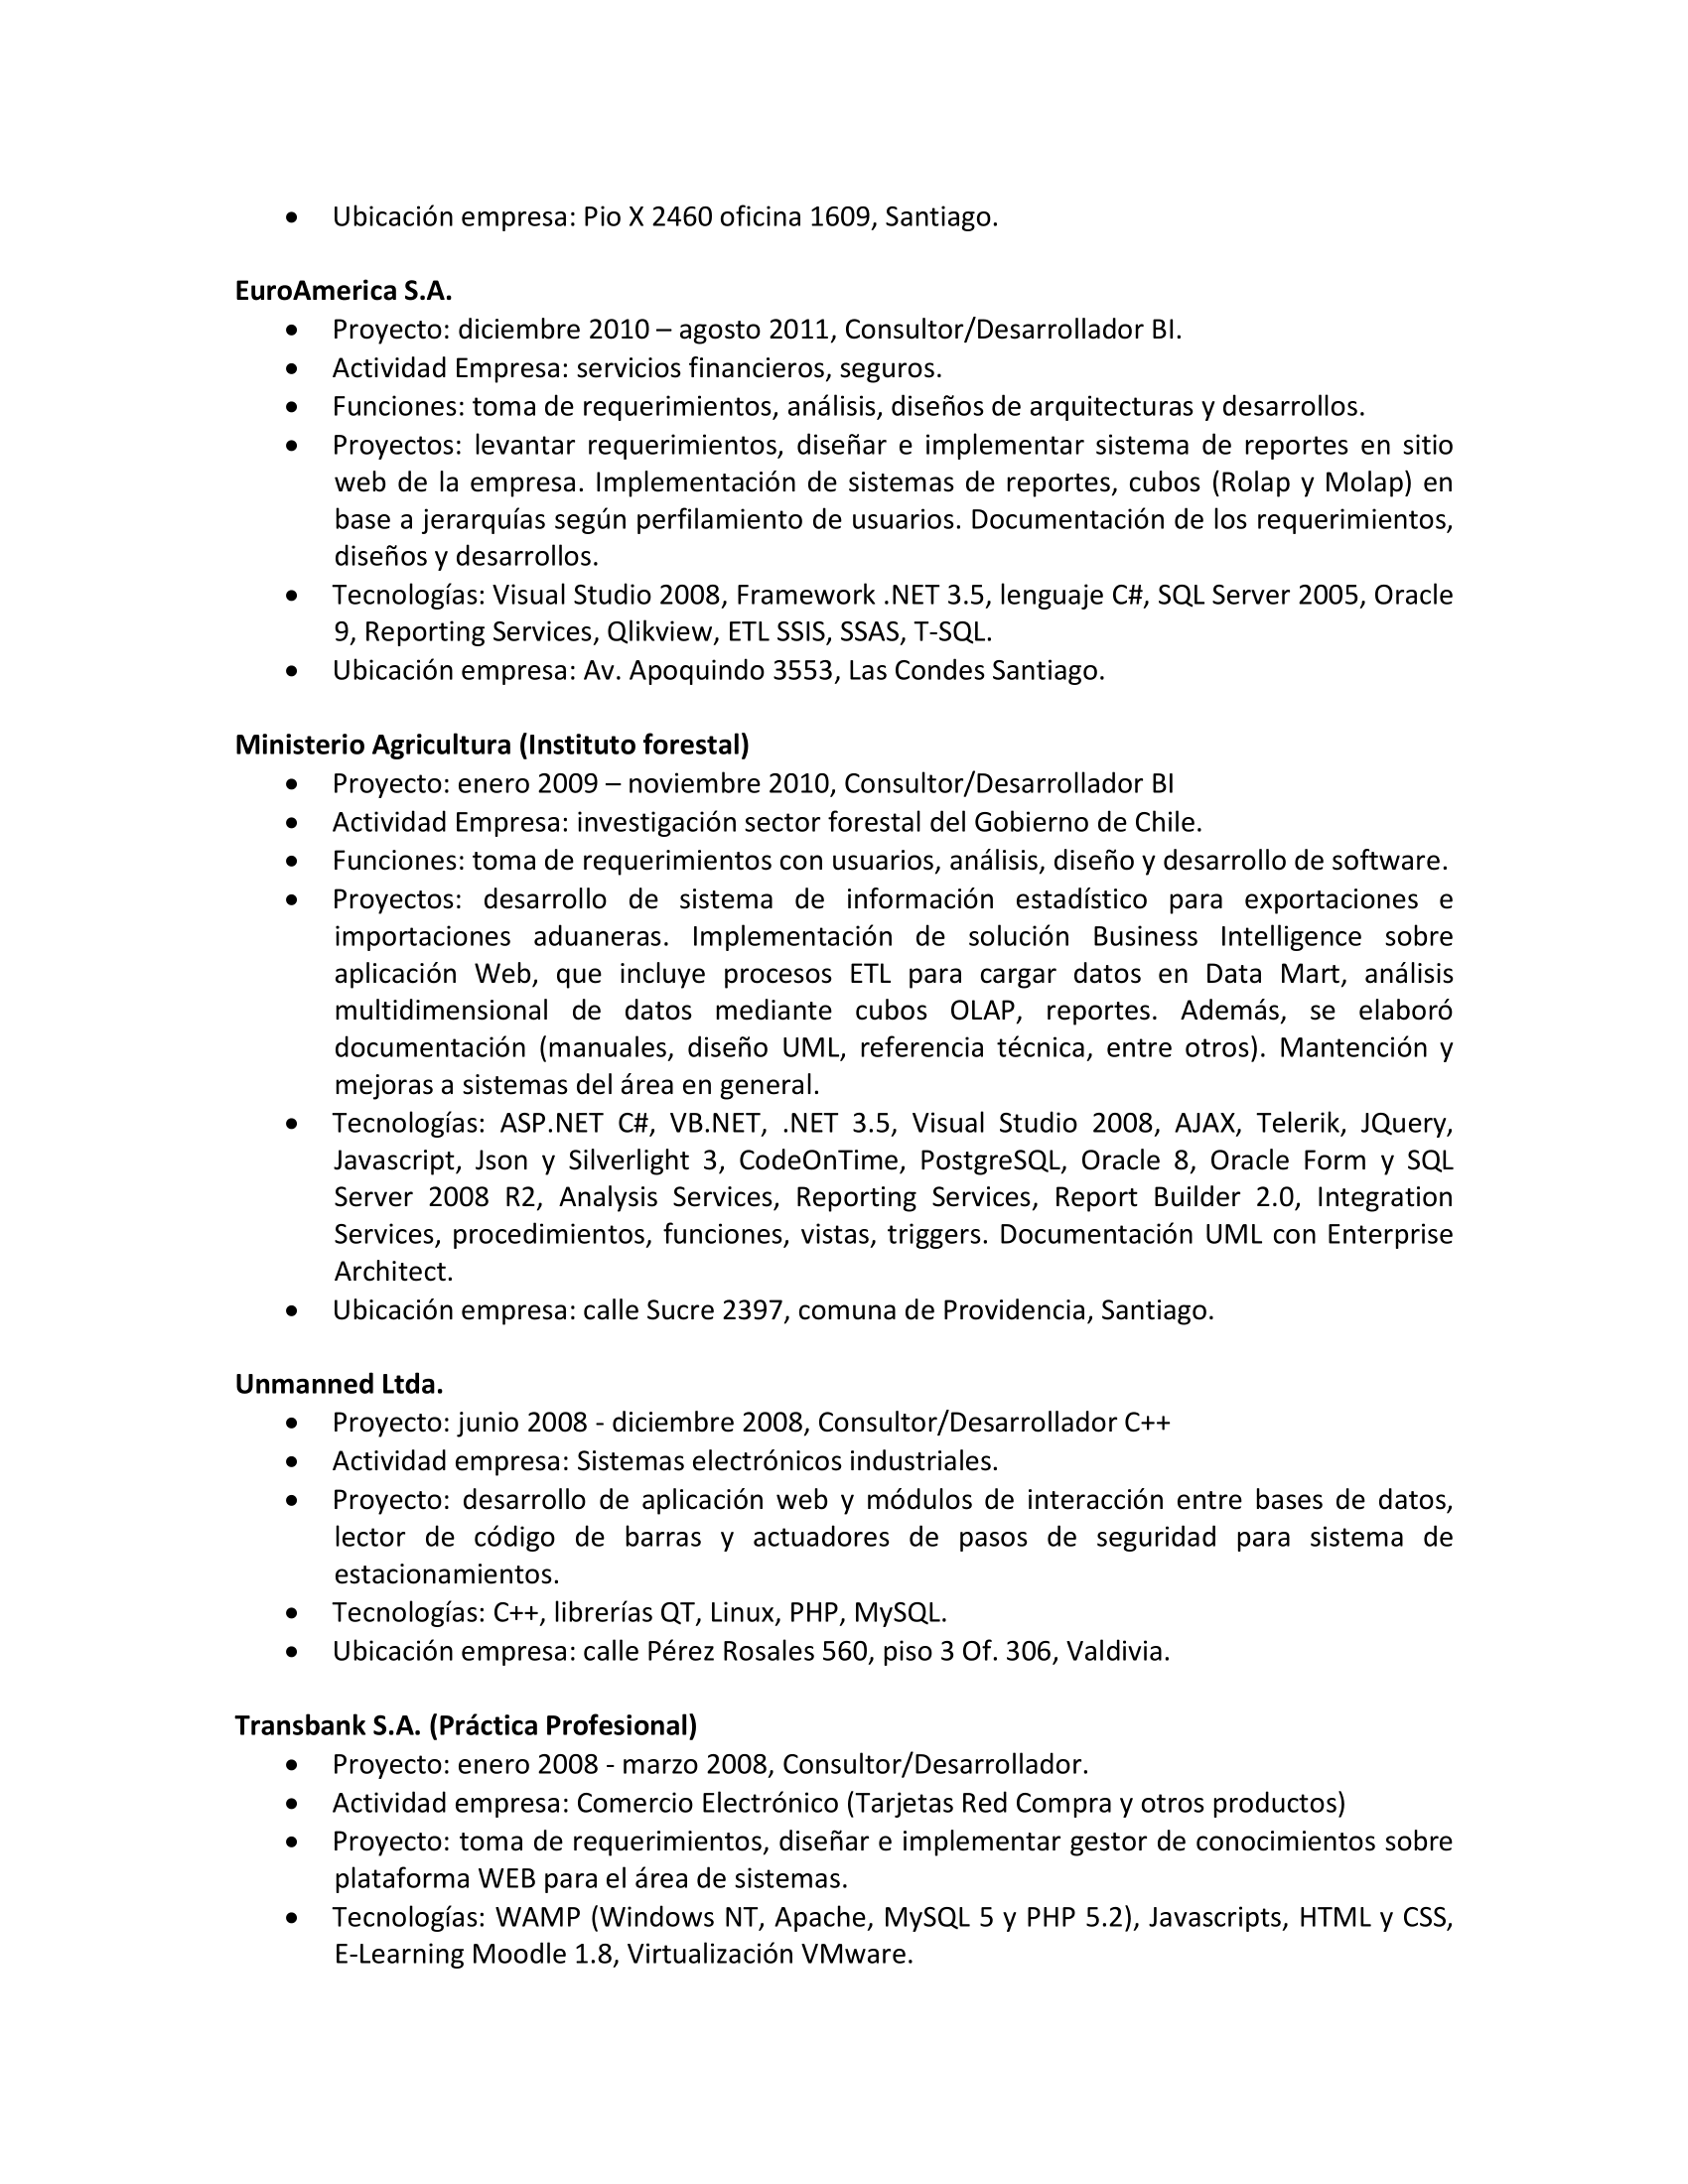 • Ubicación empresa: Pio X 2460 oficina 1609, Santiago.
EuroAmerica S.A.
• Proyecto: diciembre 2010 – agosto 2011, Consultor/Desarrollador BI.
• Actividad Empresa: servicios financieros, seguros.
• Funciones: toma de requerimientos, análisis, diseños de arquitecturas y desarrollos.
• Proyectos: levantar requerimientos, diseñar e implementar sistema de reportes en sitio
web de la empresa. Implementación de sistemas de reportes, cubos (Rolap y Molap) en
base a jerarquías según perfilamiento de usuarios. Documentación de los requerimientos,
diseños y desarrollos.
• Tecnologías: Visual Studio 2008, Framework .NET 3.5, lenguaje C#, SQL Server 2005, Oracle
9, Reporting Services, Qlikview, ETL SSIS, SSAS, T-SQL.
• Ubicación empresa: Av. Apoquindo 3553, Las Condes Santiago.
Ministerio Agricultura (Instituto forestal)
• Proyecto: enero 2009 – noviembre 2010, Consultor/Desarrollador BI
• Actividad Empresa: investigación sector forestal del Gobierno de Chile.
• Funciones: toma de requerimientos con usuarios, análisis, diseño y desarrollo de software.
• Proyectos: desarrollo de sistema de información estadístico para exportaciones e
importaciones aduaneras. Implementación de solución Business Intelligence sobre
aplicación Web, que incluye procesos ETL para cargar datos en Data Mart, análisis
multidimensional de datos mediante cubos OLAP, reportes. Además, se elaboró
documentación (manuales, diseño UML, referencia técnica, entre otros). Mantención y
mejoras a sistemas del área en general.
• Tecnologías: ASP.NET C#, VB.NET, .NET 3.5, Visual Studio 2008, AJAX, Telerik, JQuery,
Javascript, Json y Silverlight 3, CodeOnTime, PostgreSQL, Oracle 8, Oracle Form y SQL
Server 2008 R2, Analysis Services, Reporting Services, Report Builder 2.0, Integration
Services, procedimientos, funciones, vistas, triggers. Documentación UML con Enterprise
Architect.
• Ubicación empresa: calle Sucre 2397, comuna de Providencia, Santiago.
Unmanned Ltda.
• Proyecto: junio 2008 - diciembre 2008, Consultor/Desarrollador C++
• Actividad empresa: Sistemas electrónicos industriales.
• Proyecto: desarrollo de aplicación web y módulos de interacción entre bases de datos,
lector de código de barras y actuadores de pasos de seguridad para sistema de
estacionamientos.
• Tecnologías: C++, librerías QT, Linux, PHP, MySQL.
• Ubicación empresa: calle Pérez Rosales 560, piso 3 Of. 306, Valdivia.
Transbank S.A. (Práctica Profesional)
• Proyecto: enero 2008 - marzo 2008, Consultor/Desarrollador.
• Actividad empresa: Comercio Electrónico (Tarjetas Red Compra y otros productos)
• Proyecto: toma de requerimientos, diseñar e implementar gestor de conocimientos sobre
plataforma WEB para el área de sistemas.
• Tecnologías: WAMP (Windows NT, Apache, MySQL 5 y PHP 5.2), Javascripts, HTML y CSS,
E-Learning Moodle 1.8, Virtualización VMware.